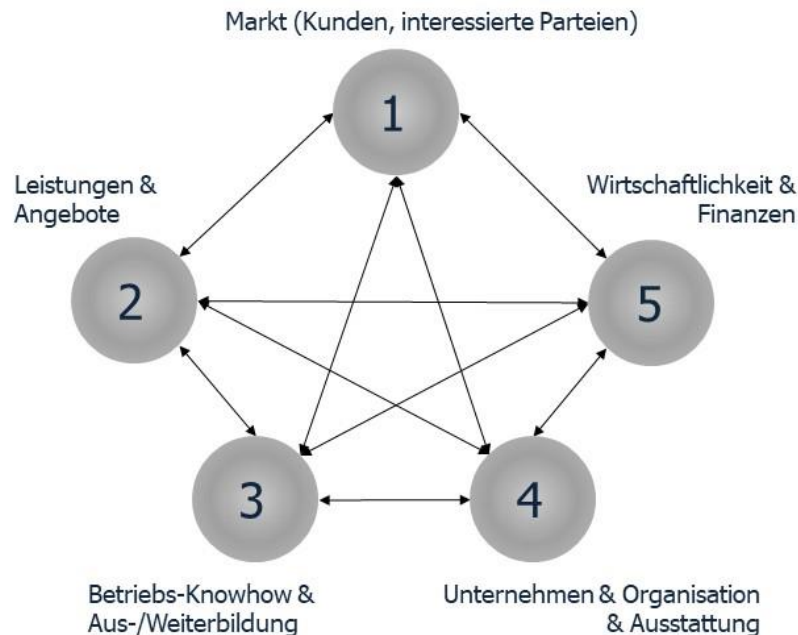 Markt (Kunden, interessierte Parteien)
1
Leistungen &
Angebote
Wirtschaftlichkeit &
Finanzen
2
5
3
4
Betriebs-Knowhow &
Aus-/Weiterbildung
Unternehmen & Organisation
& Ausstattung